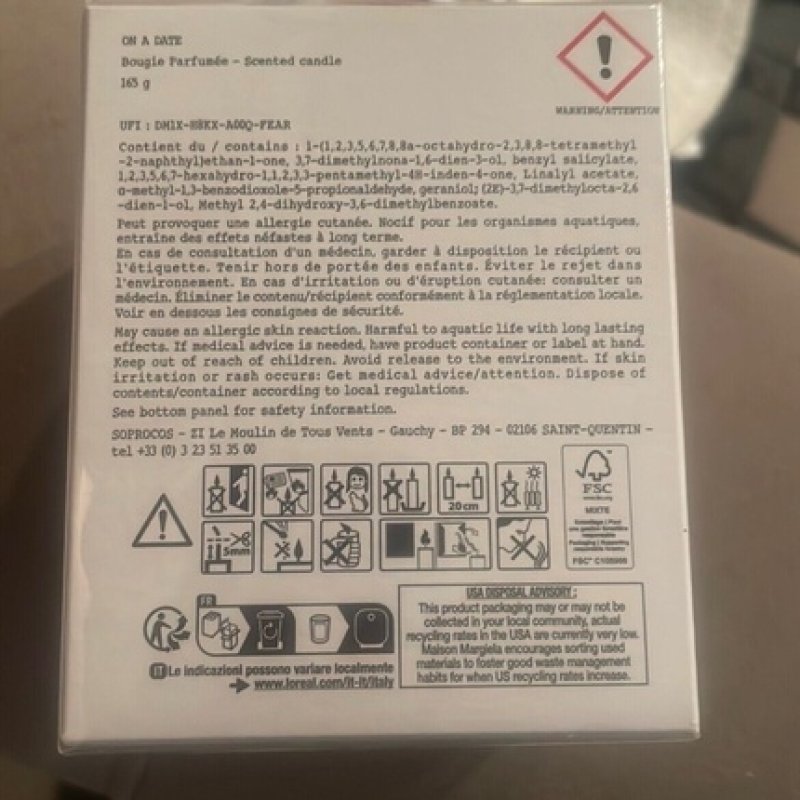 ON A DATE
Bougie Parfumée - Scented candle
165 g
WARNING/ATTENTION
UFI : DM1X-H8KX-A00Q-FEAR
Contient du / contains : 1-(1,2,3,5,6,7,8,8a-octahydro-2,3,8,8-tetramethyl
-2-naphthyl)ethan-1-one, 3,7-dimethylnona-1,6-dien-3-ol, benzyl salicylate,
1,2,3,5,6,7-hexahydro-1,1,2,3,3-pentamethyl-4H-inden-4-one, Linalyl acetate,
α-methyl-1,3-benzodioxole-5-propionaldehyde, geraniol; (2E)-3,7-dimethylocta-2,6
-dien-1-ol, Methyl 2,4-dihydroxy-3,6-dimethylbenzoate.
Peut provoquer une allergie cutanée. Nocif pour les organismes aquatiques,
entraîne des effets néfastes à long terme.
En cas de consultation d'un médecin, garder à disposition le récipient ou
l'étiquette. Tenir hors de portée des enfants. Éviter le rejet dans
l'environnement. En cas d'irritation ou d'éruption cutanée: consulter un
médecin. Éliminer le contenu/récipient conformément à la réglementation locale.
Voir en dessous les consignes de sécurité.
May cause an allergic skin reaction. Harmful to aquatic life with long lasting
effects. If medical advice is needed, have product container or label at hand.
Keep out of reach of children. Avoid release to the environment. If skin
irritation or rash occurs: Get medical advice/attention. Dispose of
contents/container according to local regulations.
See bottom panel for safety information.
SOPROCOS - ZI Le Moulin de Tous Vents - Gauchy - BP 294 - 02106 SAINT-QUENTIN -
tel +33 (0) 3 23 51 35 00
20cm
5mm
FSC
www.fsc.org
MIXTE
Emballage | Pour
une gestion forestière
responsable
Packaging | Supporting
responsible forestry
FSC® C105906
FR
IT Le indicazioni possono variare localmente
www.loreal.com/it-it/italy
USA DISPOSAL ADVISORY :
This product packaging may or may not be
collected in your local community, actual
recycling rates in the USA are currently very low.
Maison Margiela encourages sorting used
materials to foster good waste management
habits for when US recycling rates increase.